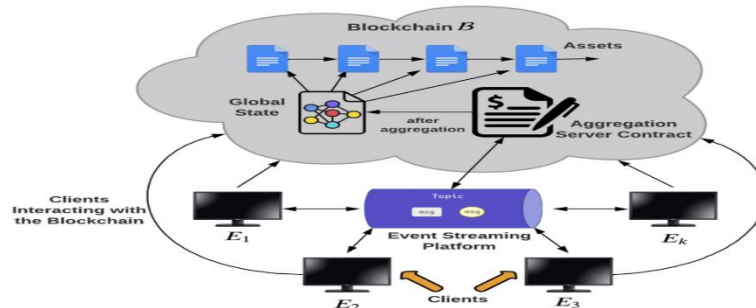 Blockchain B
Assets
Global
State
after
aggregation
$
Aggregation
Server Contract
Clients
Interacting with
the Blockchain
Topic
msg
msg
E1
Event Streaming
Platform
Ek
E2
E3
Clients